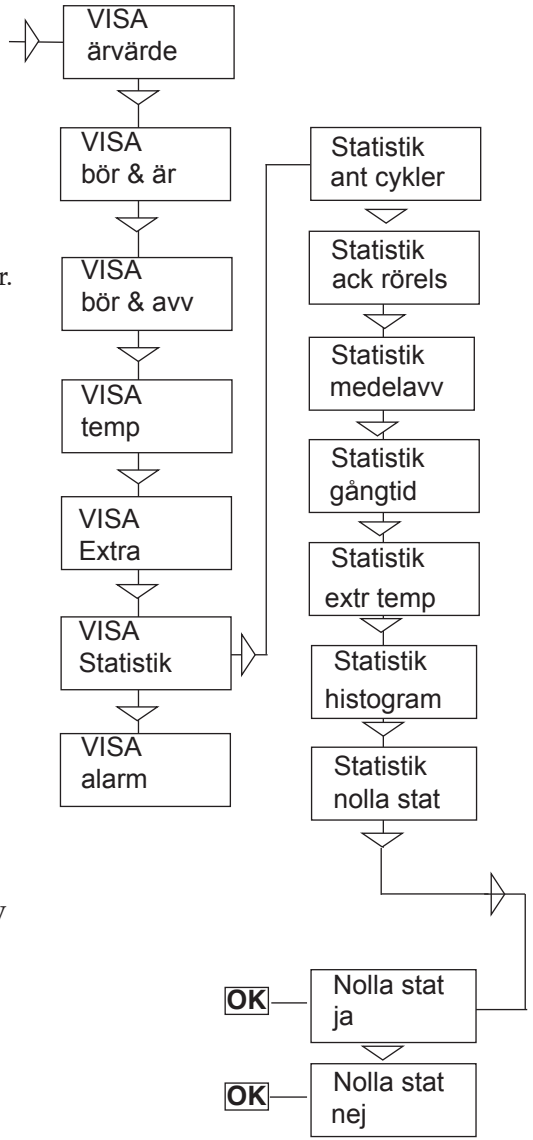 VISA
ärvärde
VISA
bör & är
r.
VISA
bör & avv
VISA
temp
VISA
Extra
VISA
Statistik
VISA
alarm
Statistik
ant cykler
Statistik
ack rörels
Statistik
medelavv
Statistik
gångtid
Statistik
extr temp
Statistik
histogram
Statistik
nolla stat
OK
Nolla stat
ja
OK
Nolla stat
nej